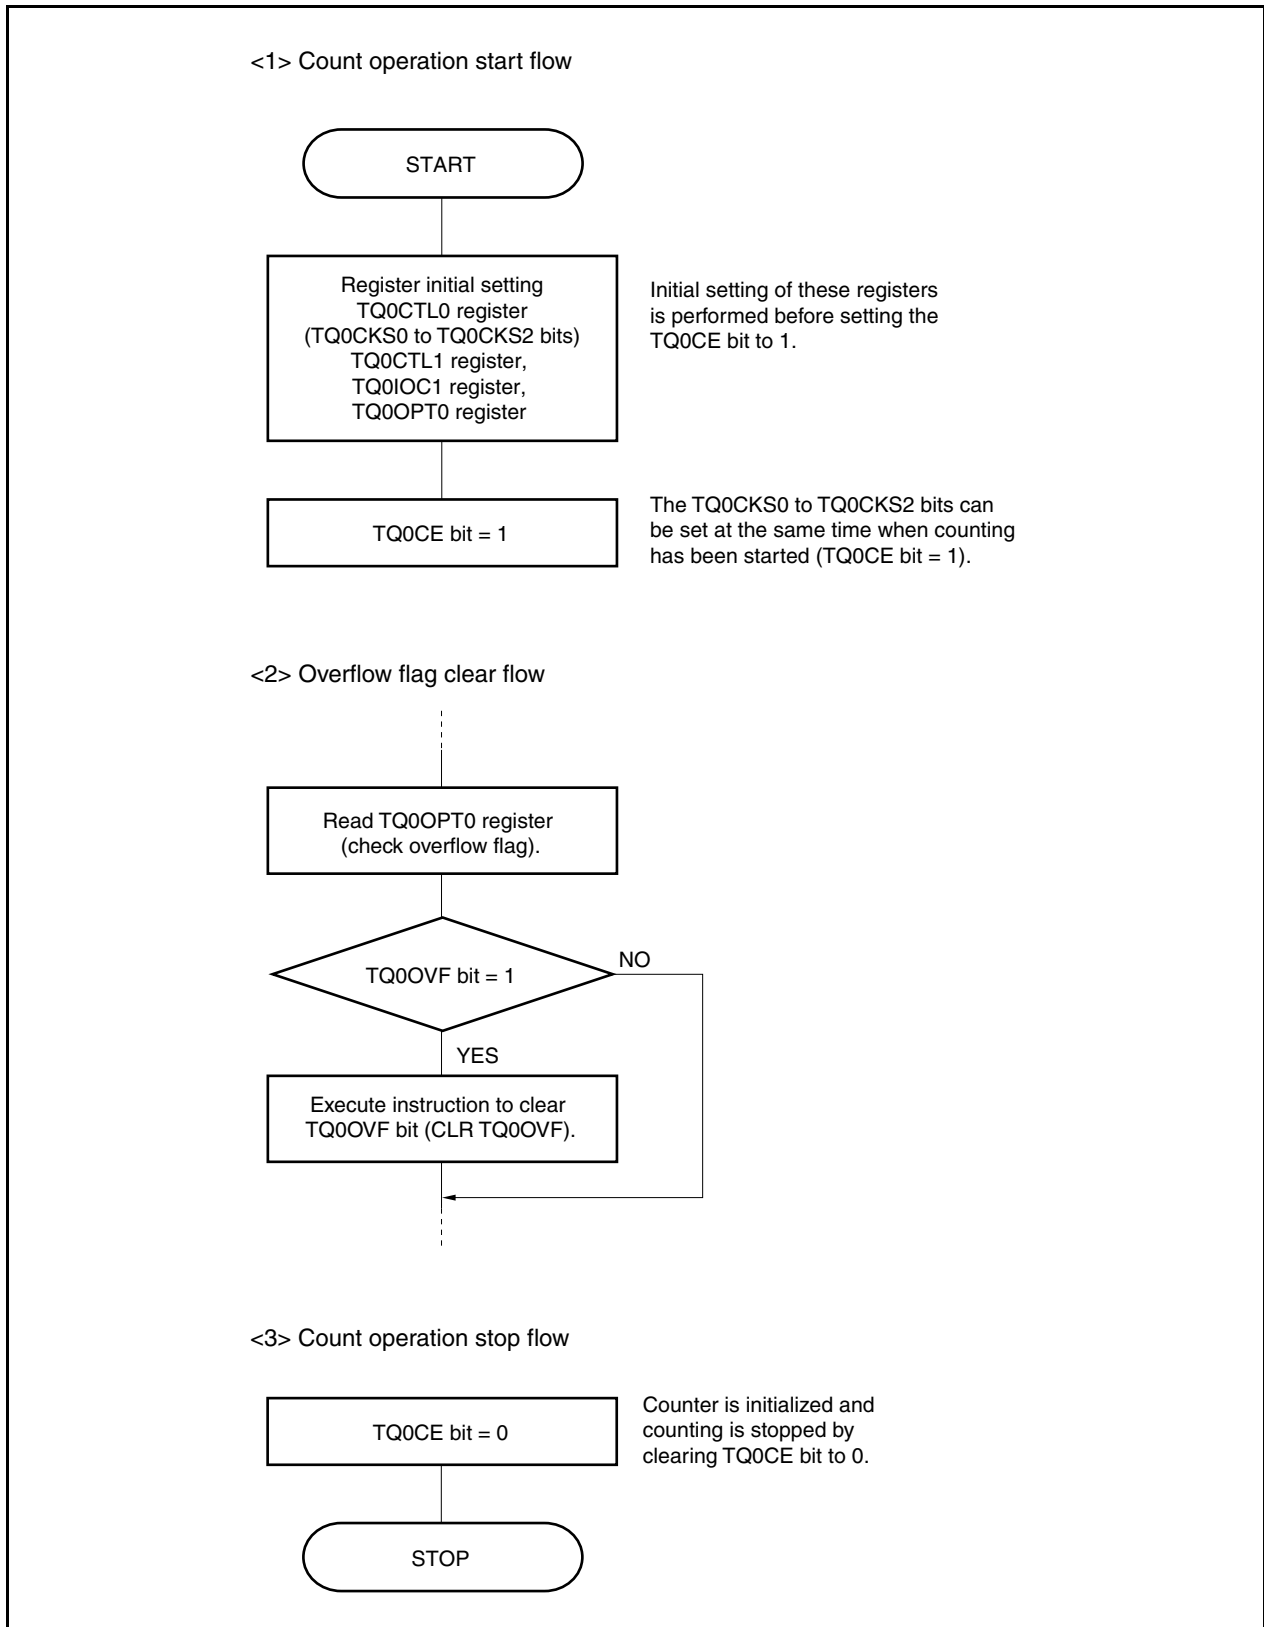 <1> Count operation start flow
START
Register initial setting
TQ0CTL0 register
(TQ0CKS0 to TQ0CKS2 bits)
TQ0CTL1 register,
TQ0IOC1 register,
TQ0OPT0 register
Initial setting of these registers
is performed before setting the
TQ0CE bit to 1.
TQ0CE bit = 1
The TQ0CKS0 to TQ0CKS2 bits can
be set at the same time when counting
has been started (TQ0CE bit = 1).
<2> Overflow flag clear flow
Read TQ0OPT0 register
(check overflow flag).
TQ0OVF bit = 1
NO
YES
Execute instruction to clear
TQ0OVF bit (CLR TQ0OVF).
<3> Count operation stop flow
TQ0CE bit = 0
Counter is initialized and
counting is stopped by
clearing TQ0CE bit to 0.
STOP